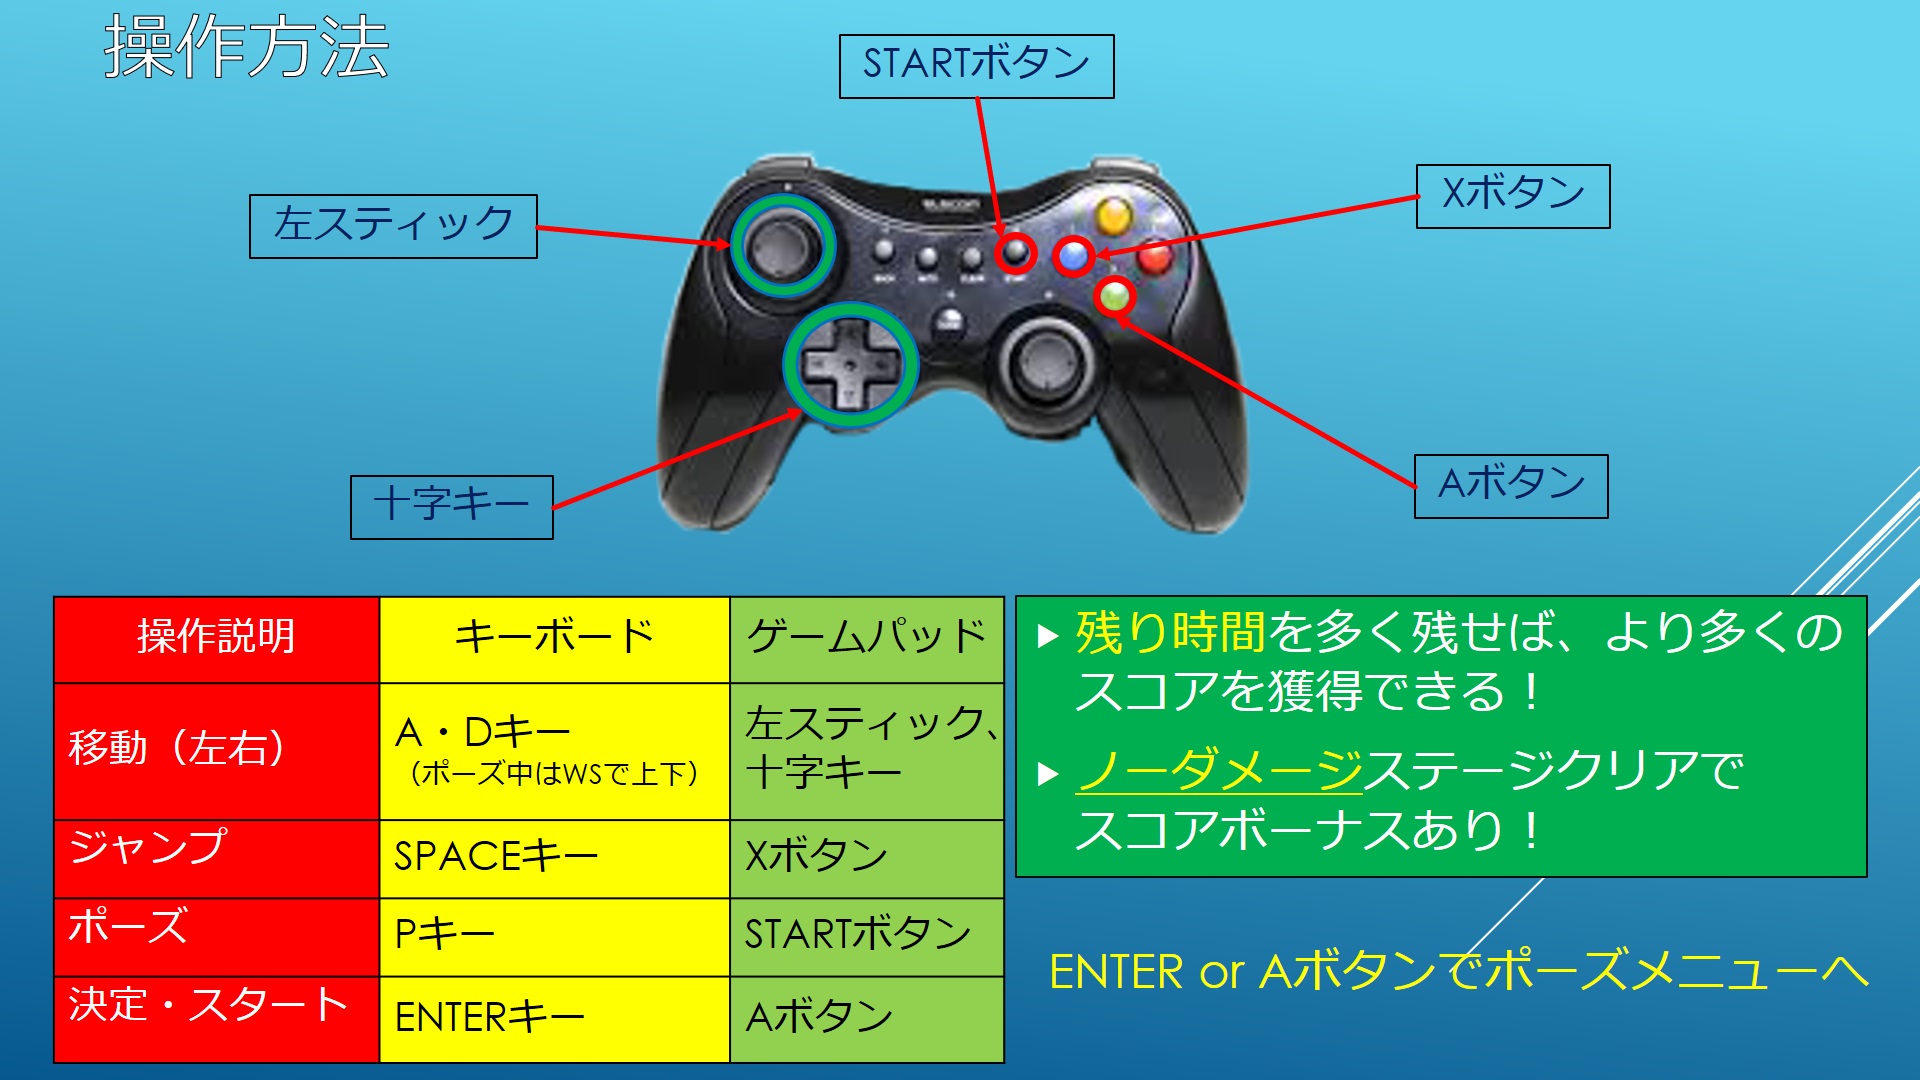 操作方法
STARTボタン
Xボタン
左スティック
ELECOM
十字キー
Aボタン
操作説明 キーボード ゲームパッド
移動（左右） A・Dキー 左スティック、
（ポーズ中はWSで上下） 十字キー
ジャンプ SPACEキー Xボタン
ポーズ Pキー STARTボタン
決定・スタート ENTERキー Aボタン
残り時間を多く残せば、より多くの
スコアを獲得できる！
ノーダメージステージクリアで
スコアボーナスあり！
ENTER or Aボタンでポーズメニューへ